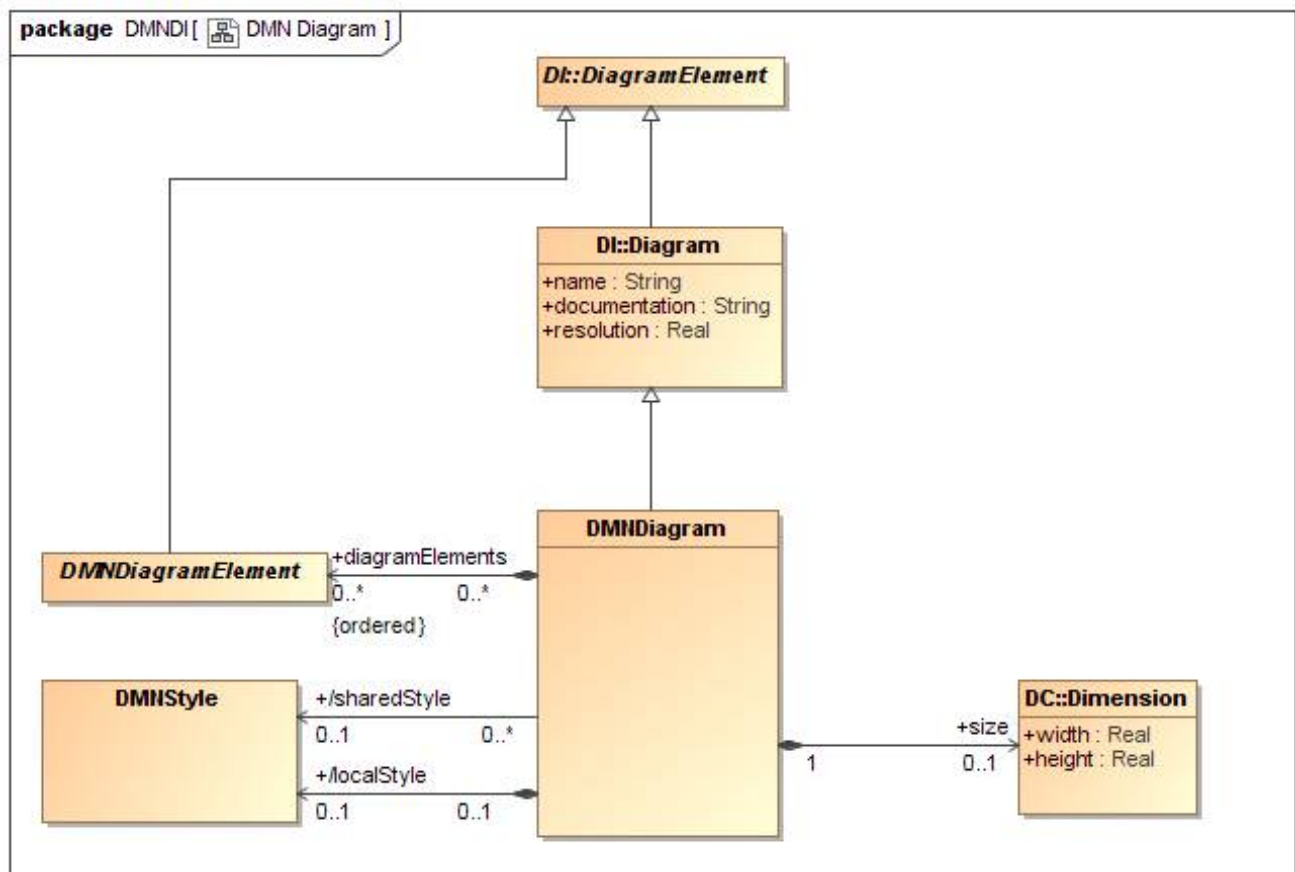 package DMNDI[ DMN Diagram ]
DI::DiagramElement
DI::Diagram
+name : String
+documentation : String
+resolution : Real
DMNDiagram
DMNDiagramElement
+diagramElements
0..* 0..*
{ordered}
DMNStyle
+/sharedStyle
0..1 0..*
+/localStyle
0..1 0..1
+size
1 0..1
DC::Dimension
+width : Real
+height : Real